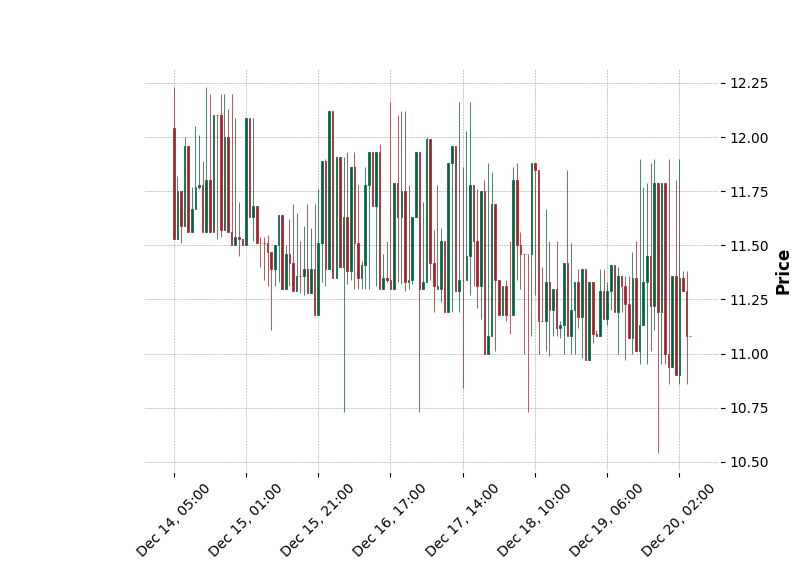 12.25
12.00
11.75
11.50
11.25
11.00
10.75
10.50
Price
Dec 14, 05:00
Dec 15, 01:00
Dec 15, 21:00
Dec 16, 17:00
Dec 17, 14:00
Dec 18, 10:00
Dec 19, 06:00
Dec 20, 02:00